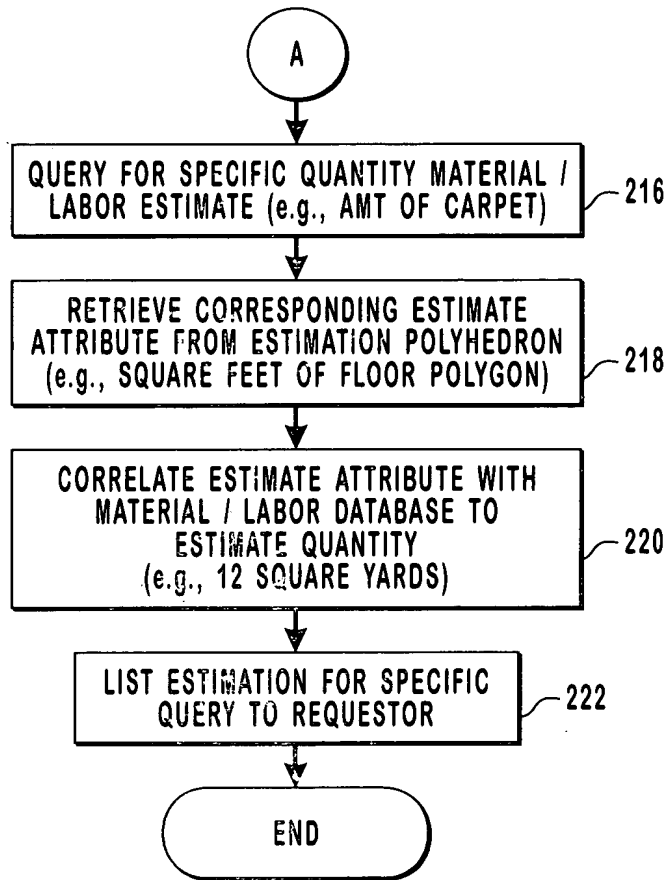 A
QUERY FOR SPECIFIC QUANTITY MATERIAL /
LABOR ESTIMATE (e.g., AMT OF CARPET)
216
RETRIEVE CORRESPONDING ESTIMATE
ATTRIBUTE FROM ESTIMATION POLYHEDRON
(e.g., SQUARE FEET OF FLOOR POLYGON)
218
CORRELATE ESTIMATE ATTRIBUTE WITH
MATERIAL / LABOR DATABASE TO
ESTIMATE QUANTITY
(e.g., 12 SQUARE YARDS)
220
LIST ESTIMATION FOR SPECIFIC
QUERY TO REQUESTOR
222
END